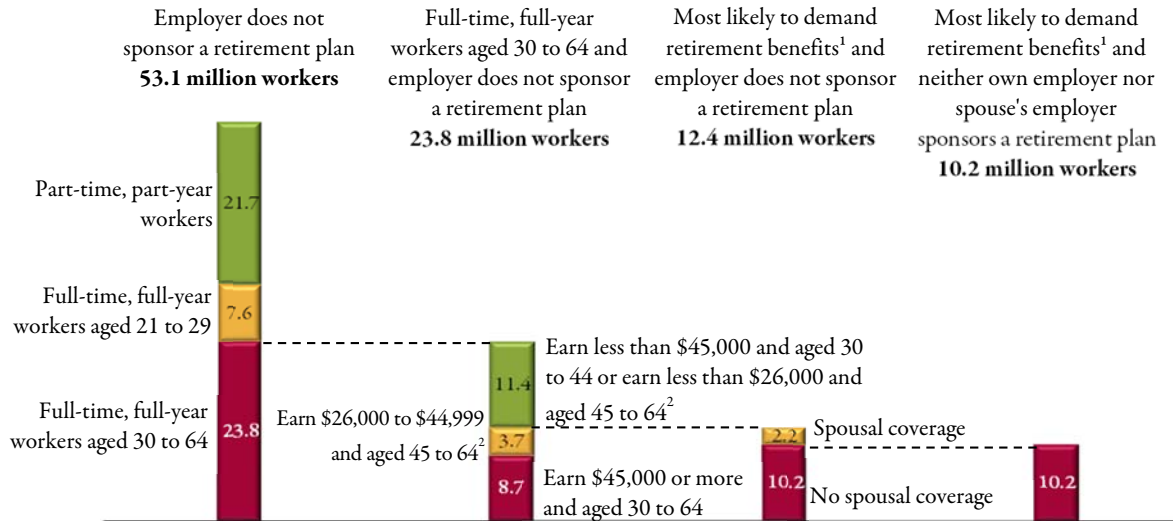 Employer does not
sponsor a retirement plan
53.1 million workers
Full-time, full-year
workers aged 30 to 64 and
employer does not sponsor
a retirement plan
23.8 million workers
Most likely to demand
retirement benefits¹ and
employer does not sponsor
a retirement plan
12.4 million workers
Most likely to demand
retirement benefits¹ and
neither own employer nor
spouse's employer
sponsors a retirement plan
10.2 million workers
Part-time, part-year
workers
21.7
Full-time, full-year
workers aged 21 to 29
7.6
Full-time, full-year
workers aged 30 to 64
23.8
Earn less than $45,000 and aged 30
to 44 or earn less than $26,000 and
aged 45 to 64²
11.4
Earn $26,000 to $44,999
and aged 45 to 64²
3.7
Earn $45,000 or more
and aged 30 to 64
8.7
2.2
Spousal coverage
10.2
No spousal coverage
10.2